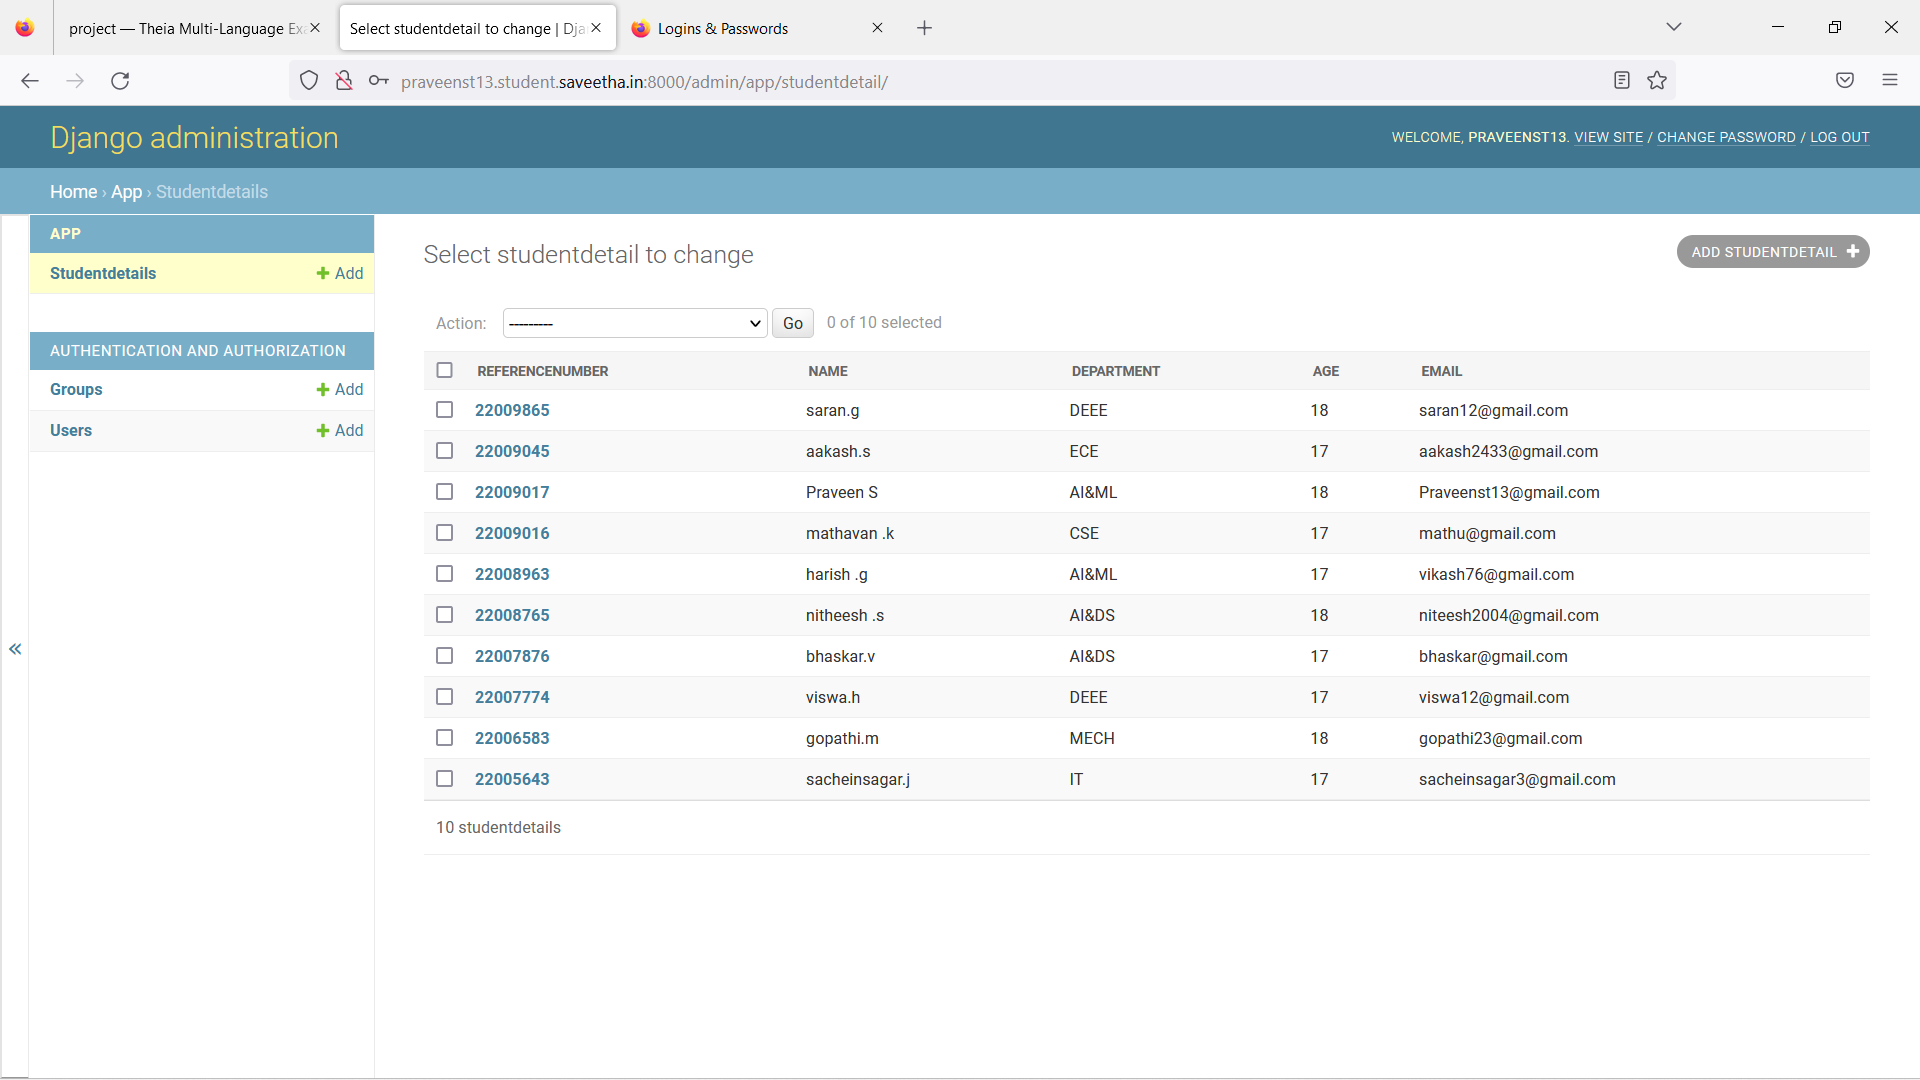 project — Theia Multi-Language Exa
Select studentdetail to change | Dja
Logins & Passwords
praveenst13.student.saveetha.in:8000/admin/app/studentdetail/
Django administration
WELCOME, PRAVEENST13. VIEW SITE / CHANGE PASSWORD / LOG OUT
Home › App › Studentdetails
APP
Studentdetails + Add
AUTHENTICATION AND AUTHORIZATION
Groups + Add
Users + Add
«
Select studentdetail to change
ADD STUDENTDETAIL +
Action: --------- Go 0 of 10 selected
REFERENCENUMBER NAME DEPARTMENT AGE EMAIL
22009865 saran.g DEEE 18 saran12@gmail.com
22009045 aakash.s ECE 17 aakash2433@gmail.com
22009017 Praveen S AI&ML 18 Praveenst13@gmail.com
22009016 mathavan .k CSE 17 mathu@gmail.com
22008963 harish .g AI&ML 17 vikash76@gmail.com
22008765 nitheesh .s AI&DS 18 niteesh2004@gmail.com
22007876 bhaskar.v AI&DS 17 bhaskar@gmail.com
22007774 viswa.h DEEE 17 viswa12@gmail.com
22006583 gopathi.m MECH 18 gopathi23@gmail.com
22005643 sacheinsagar.j IT 17 sacheinsagar3@gmail.com
10 studentdetails